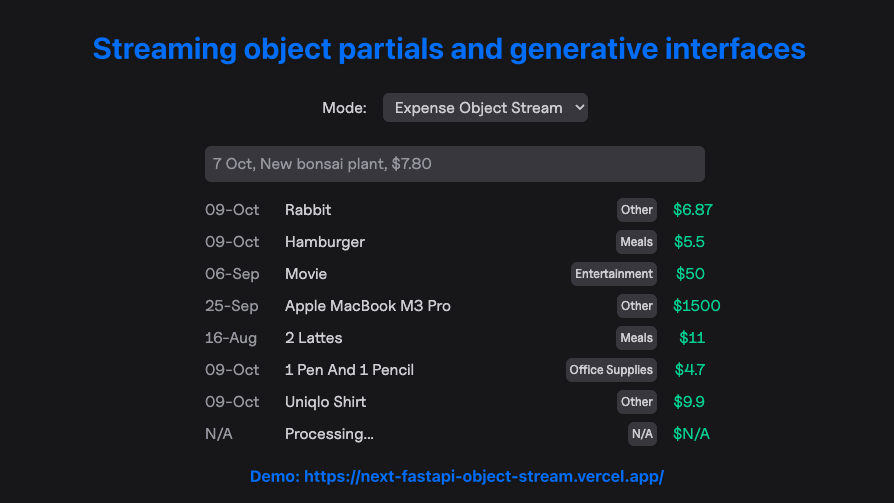 Streaming object partials and generative interfaces
Mode: Expense Object Stream
7 Oct, New bonsai plant, $7.80
09-Oct Rabbit Other $6.87
09-Oct Hamburger Meals $5.5
06-Sep Movie Entertainment $50
25-Sep Apple MacBook M3 Pro Other $1500
16-Aug 2 Lattes Meals $11
09-Oct 1 Pen And 1 Pencil Office Supplies $4.7
09-Oct Uniqlo Shirt Other $9.9
N/A Processing... N/A $N/A
Demo: https://next-fastapi-object-stream.vercel.app/